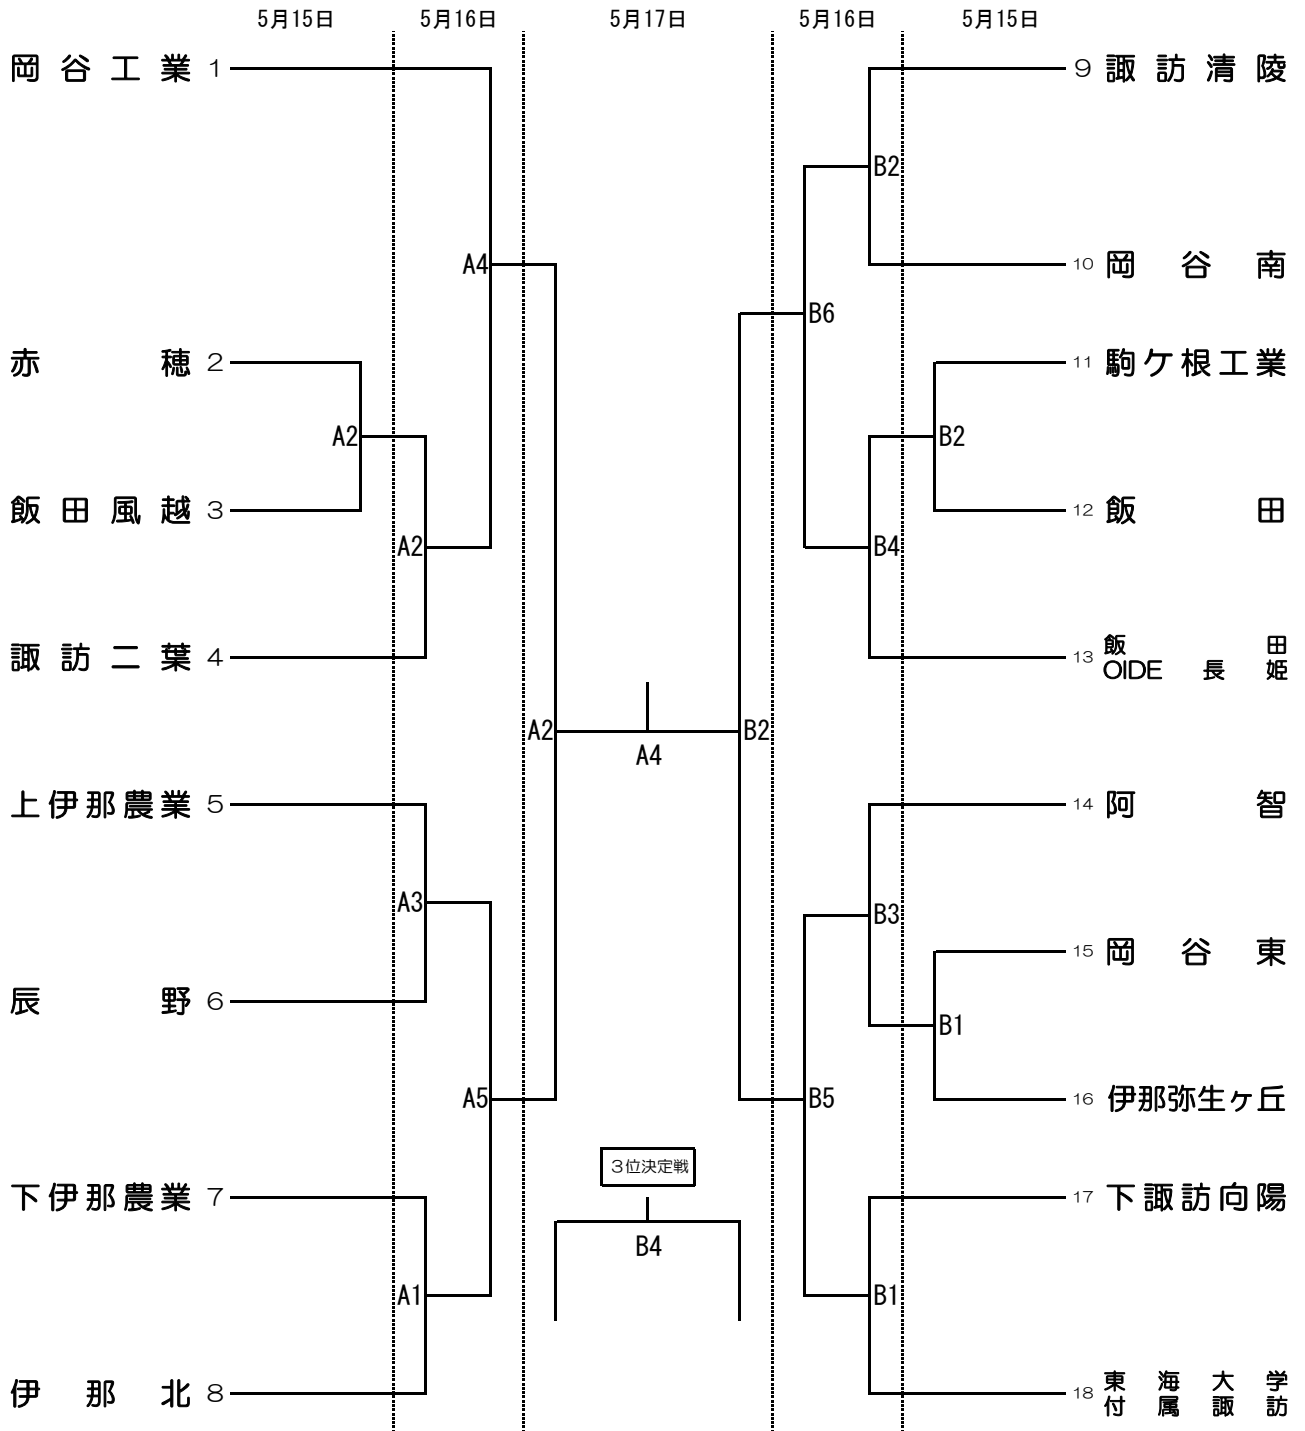 5月15日 5月16日 5月17日 5月16日 5月15日
岡谷工業 1
9 諏訪清陵
B2
A4
10 岡谷南
B6
赤穂 2
11 駒ケ根工業
A2
B2
飯田風越 3
12 飯田
A2
B4
諏訪二葉 4
13 飯田
OIDE長姫
A2
B2
A4
上伊那農業 5
14 阿智
A3
B3
15 岡谷東
辰野 6
B1
A5
B5
16 伊那弥生ヶ丘
3位決定戦
下伊那農業 7
17 下諏訪向陽
B4
A1
B1
伊那北 8
18 東海大学
付属諏訪